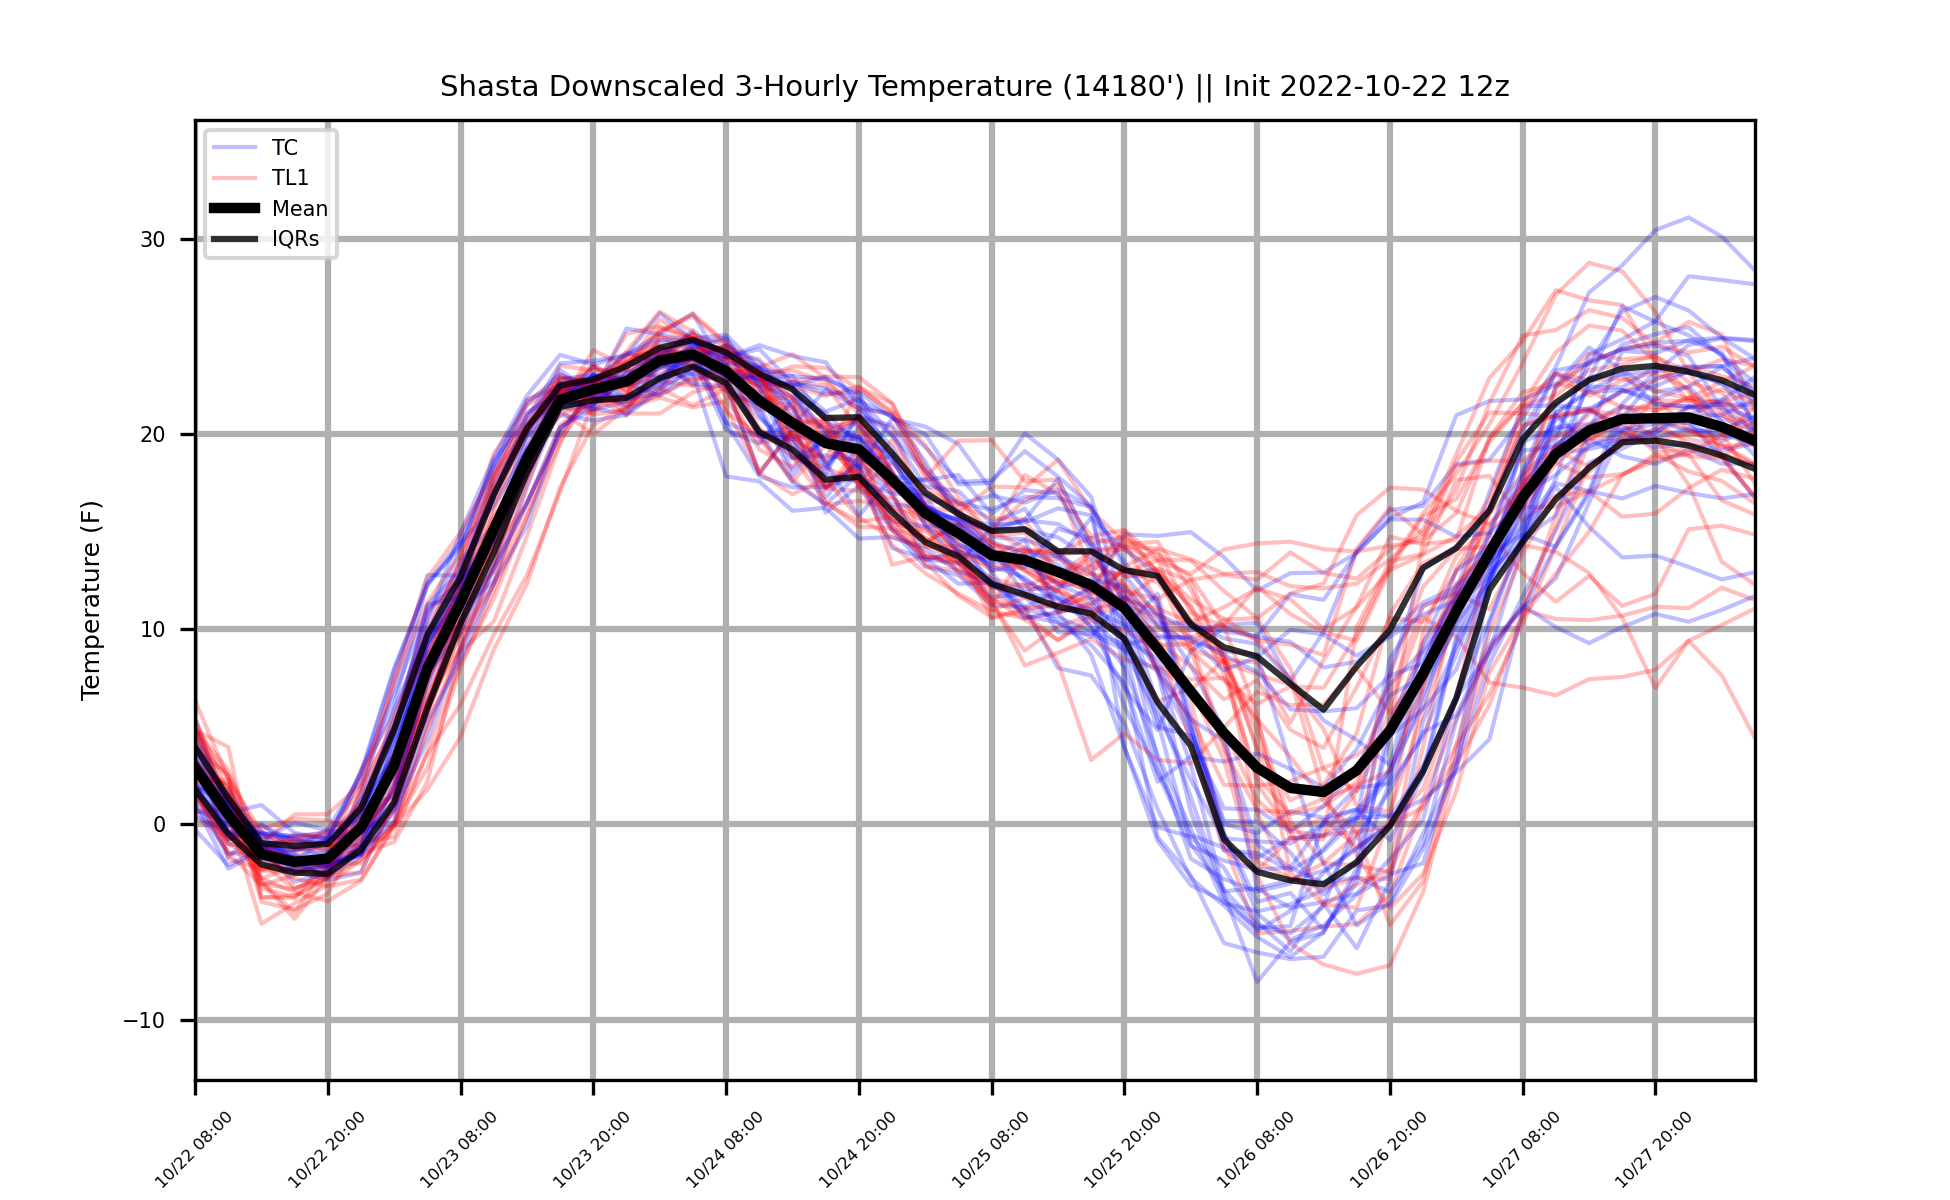 Shasta Downscaled 3-Hourly Temperature (14180') || Init 2022-10-22 12z
TC
TL1
Mean
IQRs
Temperature (F)
30
20
10
0
−10
10/22 08:00
10/22 20:00
10/23 08:00
10/23 20:00
10/24 08:00
10/24 20:00
10/25 08:00
10/25 20:00
10/26 08:00
10/26 20:00
10/27 08:00
10/27 20:00